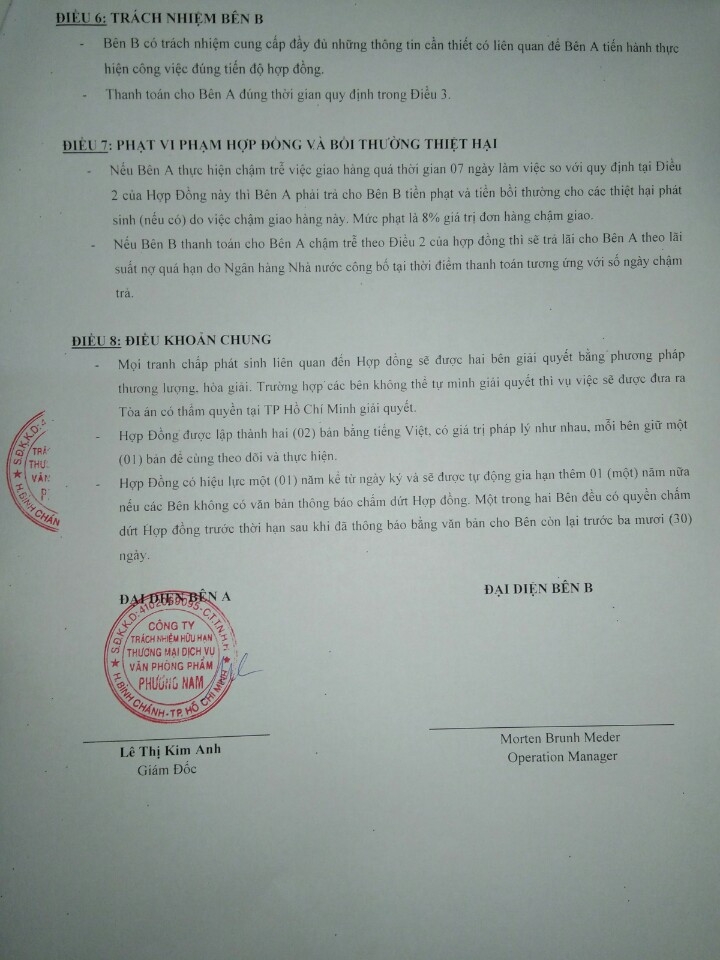 ĐIỀU 6: TRÁCH NHIỆM BÊN B
- Bên B có trách nhiệm cung cấp đầy đủ những thông tin cần thiết có liên quan để Bên A tiến hành thực
hiện công việc đúng tiến độ hợp đồng.
- Thanh toán cho Bên A đúng thời gian quy định trong Điều 3.
ĐIỀU 7: PHẠT VI PHẠM HỢP ĐỒNG VÀ BỒI THƯỜNG THIỆT HẠI
- Nếu Bên A thực hiện chậm trễ việc giao hàng quá thời gian 07 ngày làm việc so với quy định tại Điều
2 của Hợp Đồng này thì Bên A phải trả cho Bên B tiền phạt và tiền bồi thường cho các thiệt hại phát
sinh (nếu có) do việc chậm giao hàng này. Mức phạt là 8% giá trị đơn hàng chậm giao.
- Nếu Bên B thanh toán cho Bên A chậm trễ theo Điều 2 của hợp đồng thì sẽ trả lãi cho Bên A theo lãi
suất nợ quá hạn do Ngân hàng Nhà nước công bố tại thời điểm thanh toán tương ứng với số ngày chậm
trả.
ĐIỀU 8: ĐIỀU KHOẢN CHUNG
- Mọi tranh chấp phát sinh liên quan đến Hợp đồng sẽ được hai bên giải quyết bằng phương pháp
thương lượng, hòa giải. Trường hợp các bên không thể tự mình giải quyết thì vụ việc sẽ được đưa ra
Tòa án có thẩm quyền tại TP Hồ Chí Minh giải quyết.
- Hợp Đồng được lập thành hai (02) bản bằng tiếng Việt, có giá trị pháp lý như nhau, mỗi bên giữ một
(01) bản để cùng theo dõi và thực hiện.
- Hợp Đồng có hiệu lực một (01) năm kể từ ngày ký và sẽ được tự động gia hạn thêm 01 (một) năm nữa
nếu các Bên không có văn bản thông báo chấm dứt Hợp đồng. Một trong hai Bên đều có quyền chấm
dứt Hợp đồng trước thời hạn sau khi đã thông báo bằng văn bản cho Bên còn lại trước ba mươi (30)
ngày.
S.Đ.K.K.D: 4
TRÁ
THƯ
VĂN
P
H.BÌNH CHÁN
ĐẠI DIỆN BÊN A
S.Đ.K.K.D: 4102059095-C.T.T.N.H.H
CÔNG TY
TRÁCH NHIỆM HỮU HẠN
THƯƠNG MẠI DỊCH VỤ
VĂN PHÒNG PHẨM
PHƯƠNG NAM
H.BÌNH CHÁNH-TP. HỒ CHÍ MINH
Lê Thị Kim Anh
Giám Đốc
ĐẠI DIỆN BÊN B
Morten Brunh Meder
Operation Manager